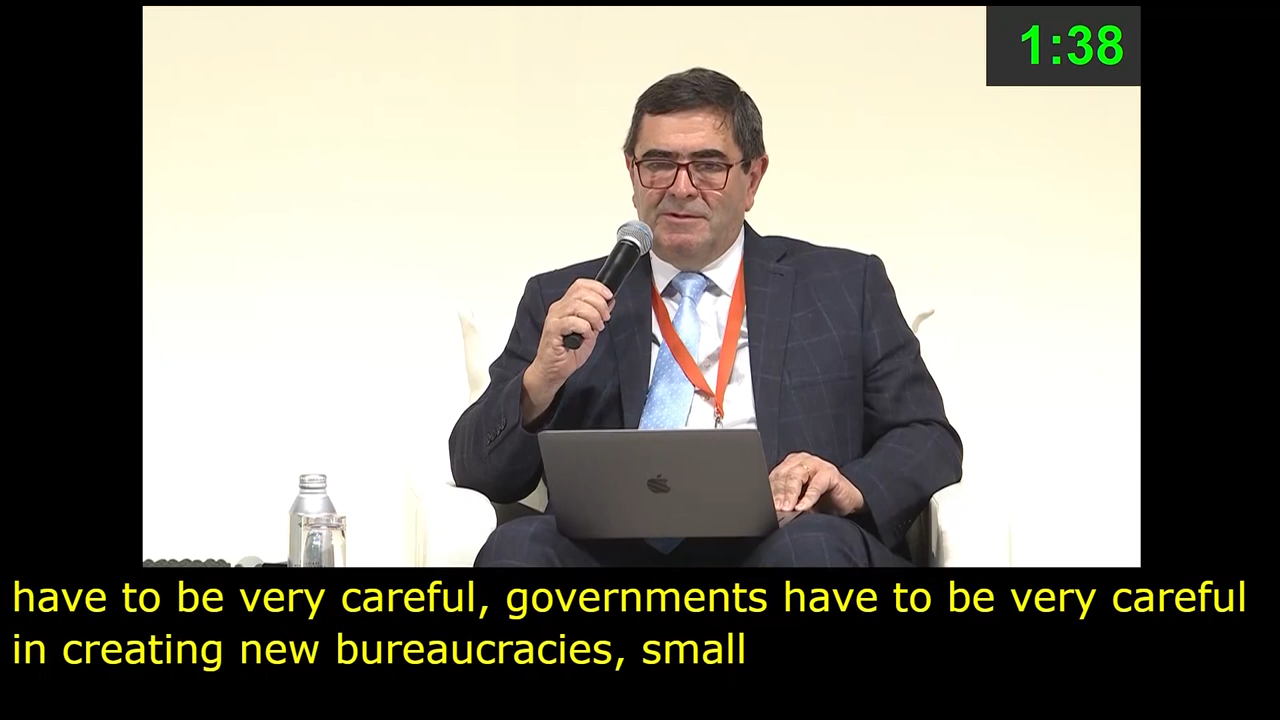 1:38
have to be very careful, governments have to be very careful
in creating new bureaucracies, small